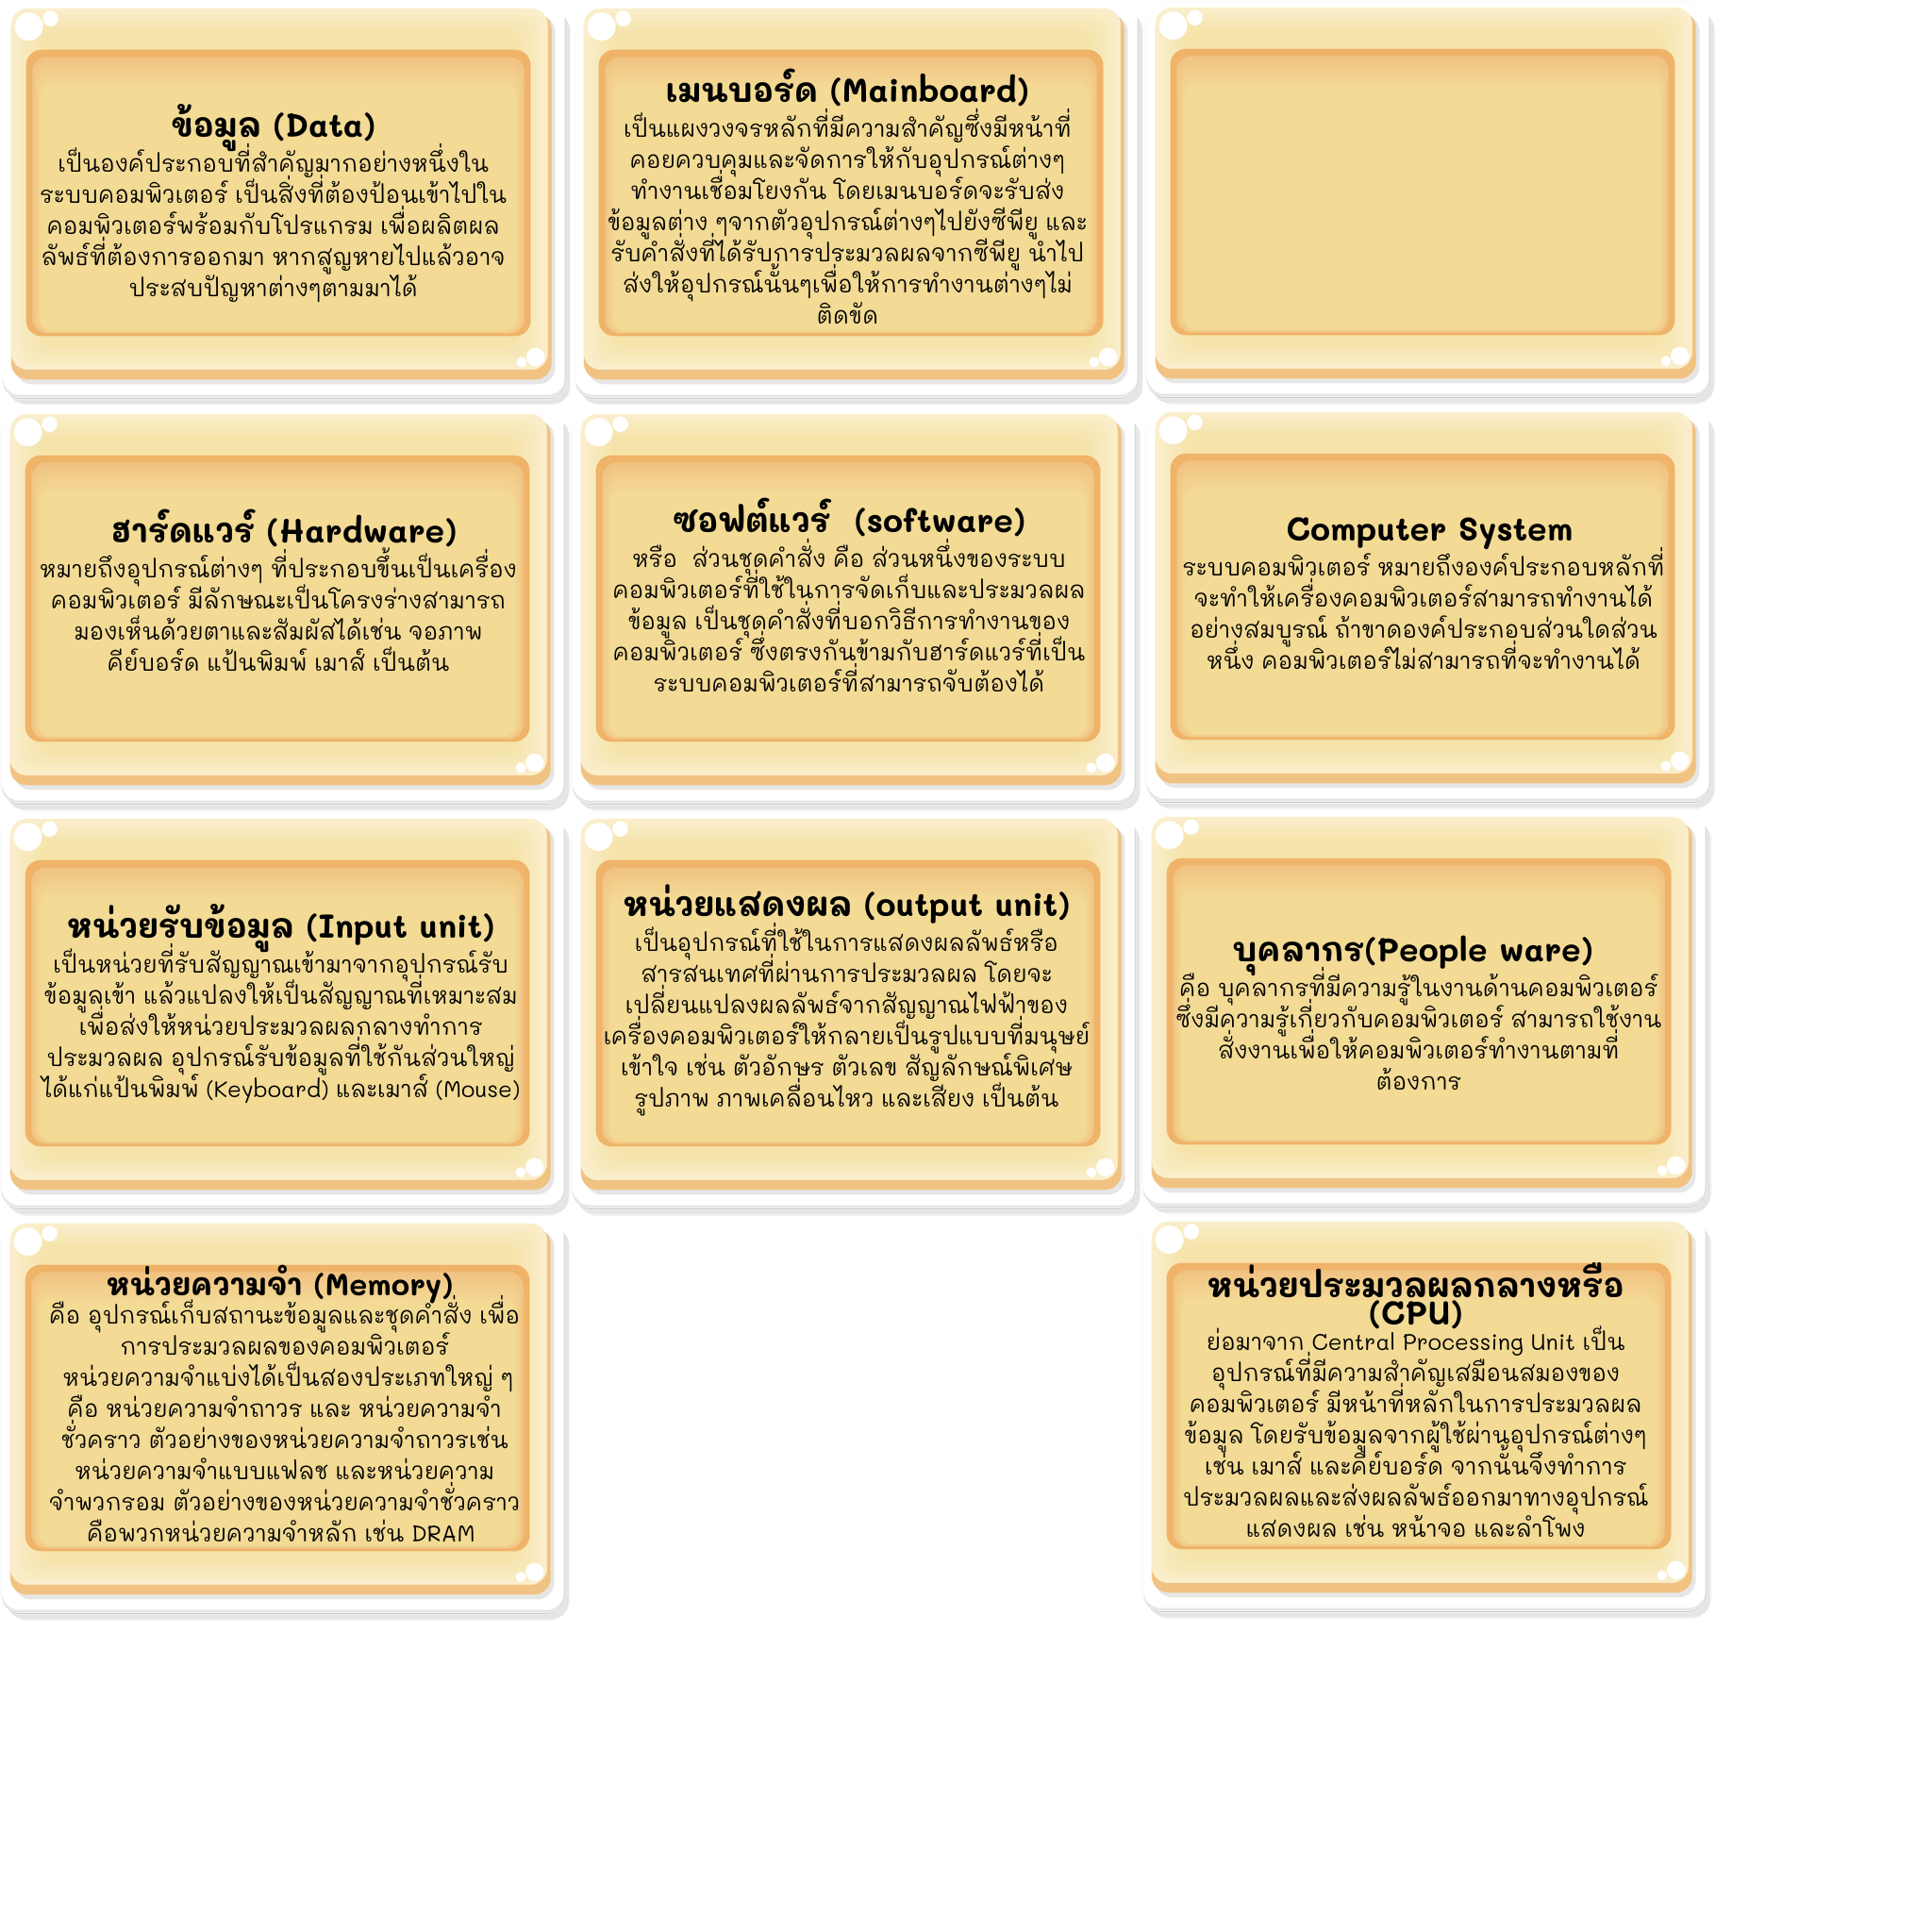 ข้อมูล (Data)
เป็นองค์ประกอบที่สำคัญมากอย่างหนึ่งใน
ระบบคอมพิวเตอร์ เป็นสิ่งที่ต้องป้อนเข้าไปใน
คอมพิวเตอร์พร้อมกับโปรแกรม เพื่อผลิตผล
ลัพธ์ที่ต้องการออกมา หากสูญหายไปแล้วอาจ
ประสบปัญหาต่างๆตามมาได้
เมนบอร์ด (Mainboard)
เป็นแผงวงจรหลักที่มีความสำคัญซึ่งมีหน้าที่
คอยควบคุมและจัดการให้กับอุปกรณ์ต่างๆ
ทำงานเชื่อมโยงกัน โดยเมนบอร์ดจะรับส่ง
ข้อมูลต่าง ๆจากตัวอุปกรณ์ต่างๆไปยังซีพียู และ
รับคำสั่งที่ได้รับการประมวลผลจากซีพียู นำไป
ส่งให้อุปกรณ์นั้นๆเพื่อให้การทำงานต่างๆไม่
ติดขัด
ฮาร์ดแวร์ (Hardware)
หมายถึงอุปกรณ์ต่างๆ ที่ประกอบขึ้นเป็นเครื่อง
คอมพิวเตอร์ มีลักษณะเป็นโครงร่างสามารถ
มองเห็นด้วยตาและสัมผัสได้เช่น จอภาพ
คีย์บอร์ด แป้นพิมพ์ เมาส์ เป็นต้น
ซอฟต์แวร์ (software)
หรือ ส่วนชุดคำสั่ง คือ ส่วนหนึ่งของระบบ
คอมพิวเตอร์ที่ใช้ในการจัดเก็บและประมวลผล
ข้อมูล เป็นชุดคำสั่งที่บอกวิธีการทำงานของ
คอมพิวเตอร์ ซึ่งตรงกันข้ามกับฮาร์ดแวร์ที่เป็น
ระบบคอมพิวเตอร์ที่สามารถจับต้องได้
Computer System
ระบบคอมพิวเตอร์ หมายถึงองค์ประกอบหลักที่
จะทำให้เครื่องคอมพิวเตอร์สามารถทำงานได้
อย่างสมบูรณ์ ถ้าขาดองค์ประกอบส่วนใดส่วน
หนึ่ง คอมพิวเตอร์ไม่สามารถที่จะทำงานได้
หน่วยรับข้อมูล (Input unit)
เป็นหน่วยที่รับสัญญาณเข้ามาจากอุปกรณ์รับ
ข้อมูลเข้า แล้วแปลงให้เป็นสัญญาณที่เหมาะสม
เพื่อส่งให้หน่วยประมวลผลกลางทำการ
ประมวลผล อุปกรณ์รับข้อมูลที่ใช้กันส่วนใหญ่
ได้แก่แป้นพิมพ์ (Keyboard) และเมาส์ (Mouse)
หน่วยแสดงผล (output unit)
เป็นอุปกรณ์ที่ใช้ในการแสดงผลลัพธ์หรือ
สารสนเทศที่ผ่านการประมวลผล โดยจะ
เปลี่ยนแปลงผลลัพธ์จากสัญญาณไฟฟ้าของ
เครื่องคอมพิวเตอร์ให้กลายเป็นรูปแบบที่มนุษย์
เข้าใจ เช่น ตัวอักษร ตัวเลข สัญลักษณ์พิเศษ
รูปภาพ ภาพเคลื่อนไหว และเสียง เป็นต้น
บุคลากร(People ware)
คือ บุคลากรที่มีความรู้ในงานด้านคอมพิวเตอร์
ซึ่งมีความรู้เกี่ยวกับคอมพิวเตอร์ สามารถใช้งาน
สั่งงานเพื่อให้คอมพิวเตอร์ทำงานตามที่
ต้องการ
หน่วยความจำ (Memory)
คือ อุปกรณ์เก็บสถานะข้อมูลและชุดคำสั่ง เพื่อ
การประมวลผลของคอมพิวเตอร์
หน่วยความจำแบ่งได้เป็นสองประเภทใหญ่ ๆ
คือ หน่วยความจำถาวร และ หน่วยความจำ
ชั่วคราว ตัวอย่างของหน่วยความจำถาวรเช่น
หน่วยความจำแบบแฟลช และหน่วยความ
จำพวกรอม ตัวอย่างของหน่วยความจำชั่วคราว
คือพวกหน่วยความจำหลัก เช่น DRAM
หน่วยประมวลผลกลางหรือ
(CPU)
ย่อมาจาก Central Processing Unit เป็น
อุปกรณ์ที่มีความสำคัญเสมือนสมองของ
คอมพิวเตอร์ มีหน้าที่หลักในการประมวลผล
ข้อมูล โดยรับข้อมูลจากผู้ใช้ผ่านอุปกรณ์ต่างๆ
เช่น เมาส์ และคีย์บอร์ด จากนั้นจึงทำการ
ประมวลผลและส่งผลลัพธ์ออกมาทางอุปกรณ์
แสดงผล เช่น หน้าจอ และลำโพง